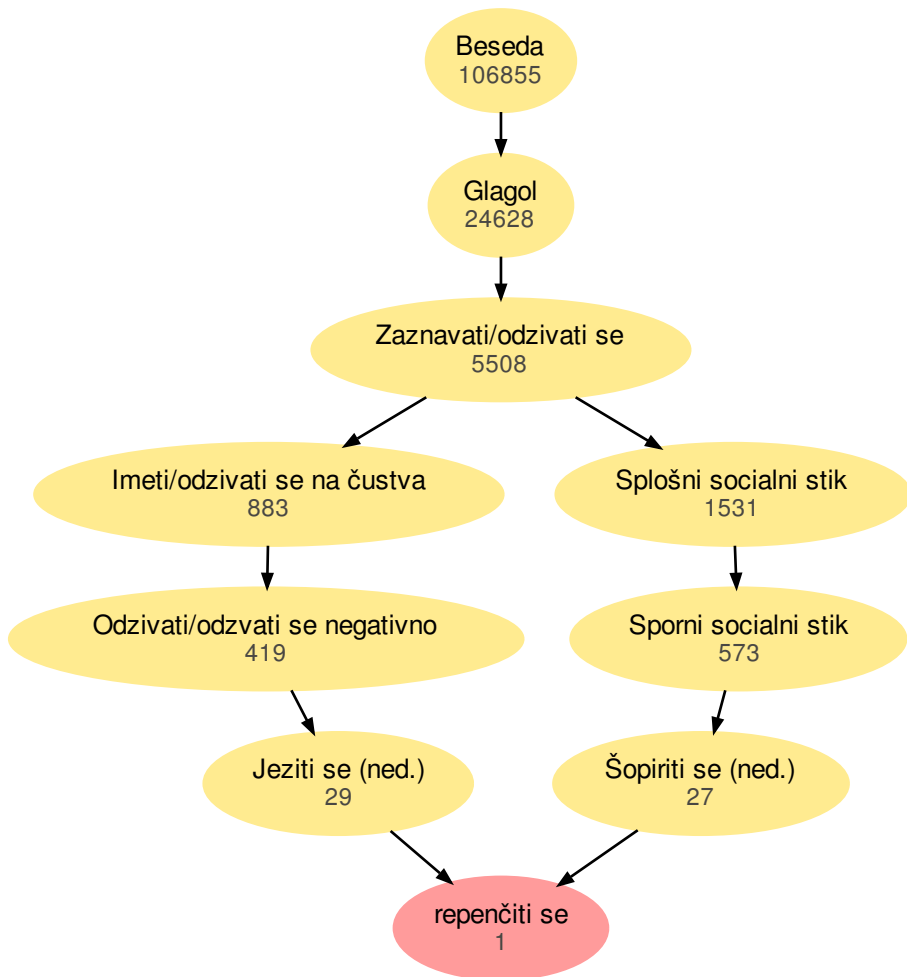 Beseda
106855
Glagol
24628
Zaznavati/odzivati se
5508
Imeti/odzivati se na čustva
883
Splošni socialni stik
1531
Odzivati/odzvati se negativno
419
Sporni socialni stik
573
Jeziti se (ned.)
29
Šopiriti se (ned.)
27
repenčiti se
1